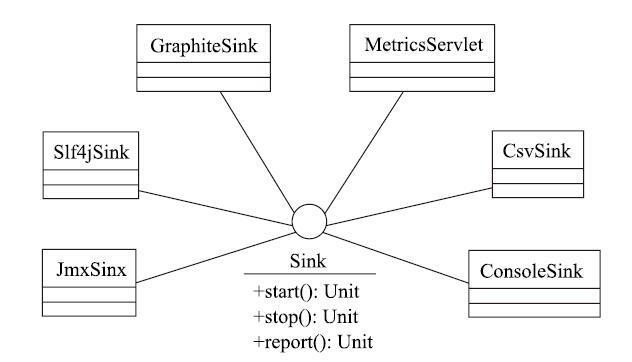 GraphiteSink
MetricsServlet
Slf4jSink
CsvSink
JmxSinx
ConsoleSink
Sink
+start(): Unit
+stop(): Unit
+report(): Unit